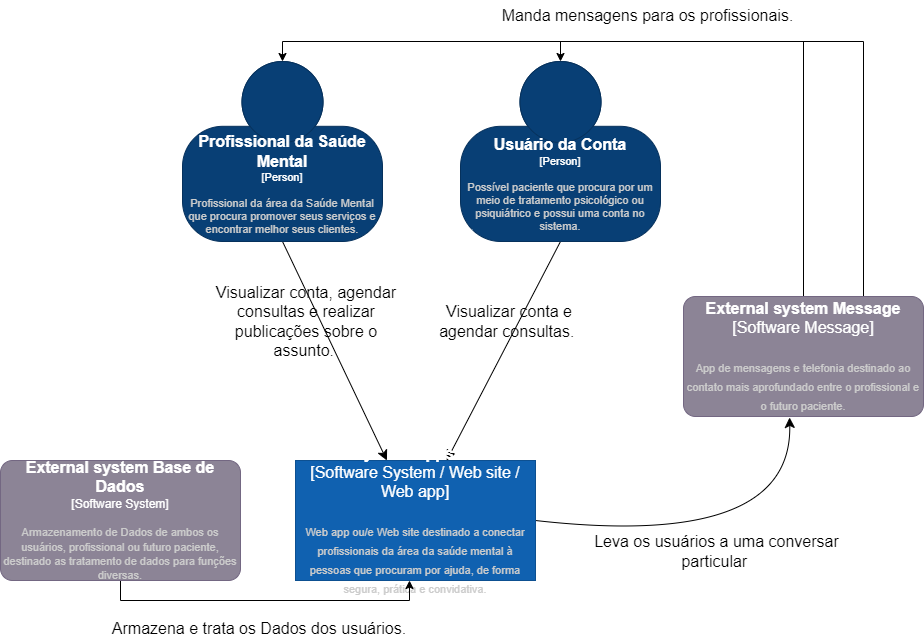 Manda mensagens para os profissionais.
Profissional da Saúde
Mental
[Person]
Profissional da área da Saúde Mental
que procura promover seus serviços e
encontrar melhor seus clientes.
Usuário da Conta
[Person]
Possível paciente que procura por um
meio de tratamento psicológico ou
psiquiátrico e possui uma conta no
sistema.
Visualizar conta, agendar
consultas e realizar
publicações sobre o
assunto.
Visualizar conta e
agendar consultas.
External system Message
[Software Message]
App de mensagens e telefonia destinado ao
contato mais aprofundado entre o profissional e
o futuro paciente.
External system Base de
Dados
[Software System]
Armazenamento de Dados de ambos os
usuários, profissional ou futuro paciente,
destinado as tratamento de dados para funções
diversas.
[Software System / Web site /
Web app]
Web app ou/e Web site destinado a conectar
profissionais da área da saúde mental à
pessoas que procuram por ajuda, de forma
segura, prática e convidativa.
Leva os usuários a uma conversar
particular
Armazena e trata os Dados dos usuários.